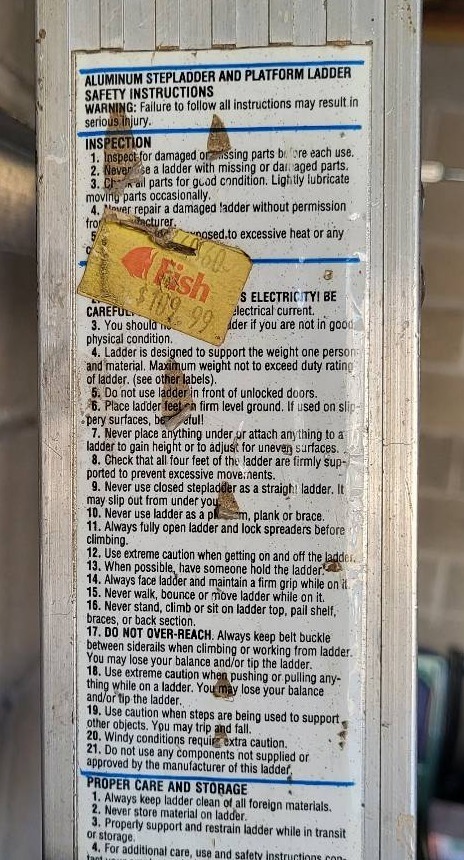 ALUMINUM STEPLADDER AND PLATFORM LADDER
SAFETY INSTRUCTIONS
WARNING: Failure to follow all instructions may result in
serious injury.
INSPECTION
1. Inspect for damaged or missing parts before each use.
2. Never use a ladder with missing or damaged parts.
3. Check all parts for good condition. Lightly lubricate
moving parts occasionally.
4. Never repair a damaged ladder without permission
exposed to excessive heat or any
Fish
$109.99
S ELECTRICITY! BE
CAREFUL electrical current.
3. You should if you are not in good
physical condition.
4. Ladder is designed to support the weight one person
and material. Maximum weight not to exceed duty rating
of ladder. (see other labels).
5. Do not use ladder in front of unlocked doors.
6. Place ladder feet on firm level ground. If used on slip-
pery surfaces, be careful!
7. Never place anything under or attach anything to a
ladder to gain height or to adjust for uneven surfaces.
8. Check that all four feet of the ladder are firmly sup-
ported to prevent excessive movements.
9. Never use closed stepladder as a straight ladder. It
may slip out from under you.
10. Never use ladder as a platform, plank or brace.
11. Always fully open ladder and lock spreaders before
climbing.
12. Use extreme caution when getting on and off the ladder.
13. When possible, have someone hold the ladder.
14. Always face ladder and maintain a firm grip while on it.
15. Never walk, bounce or move ladder while on it.
16. Never stand, climb or sit on ladder top, pail shelf,
braces, or back section.
17. DO NOT OVER-REACH. Always keep belt buckle
between siderails when climbing or working from ladder.
You may lose your balance and/or tip the ladder.
18. Use extreme caution when pushing or pulling any-
thing while on a ladder. You may lose your balance
and/or tip the ladder.
19. Use caution when steps are being used to support
other objects. You may trip and fall.
20. Windy conditions require extra caution.
21. Do not use any components not supplied or
approved by the manufacturer of this ladder.
PROPER CARE AND STORAGE
1. Always keep ladder clean of all foreign materials.
2. Never store material on ladder.
3. Properly support and restrain ladder while in transit
or storage.
4. For additional care, use and safety instructions con-